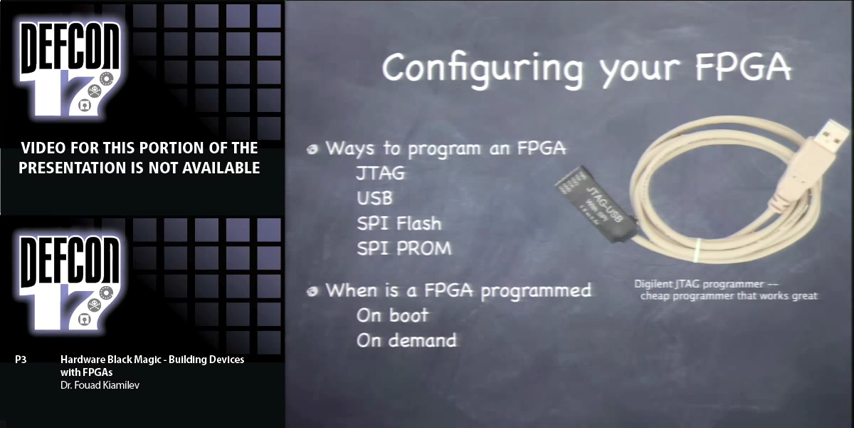 DEFCON
17
VIDEO FOR THIS PORTION OF THE
PRESENTATION IS NOT AVAILABLE
DEFCON
17
P3 Hardware Black Magic - Building Devices
with FPGAs
Dr. Fouad Kiamilev
Configuring your FPGA
Ways to program an FPGA
JTAG
USB
SPI Flash
SPI PROM
When is a FPGA programmed
On boot
On demand
JTAG-USB
Digilent JTAG programmer --
cheap programmer that works great